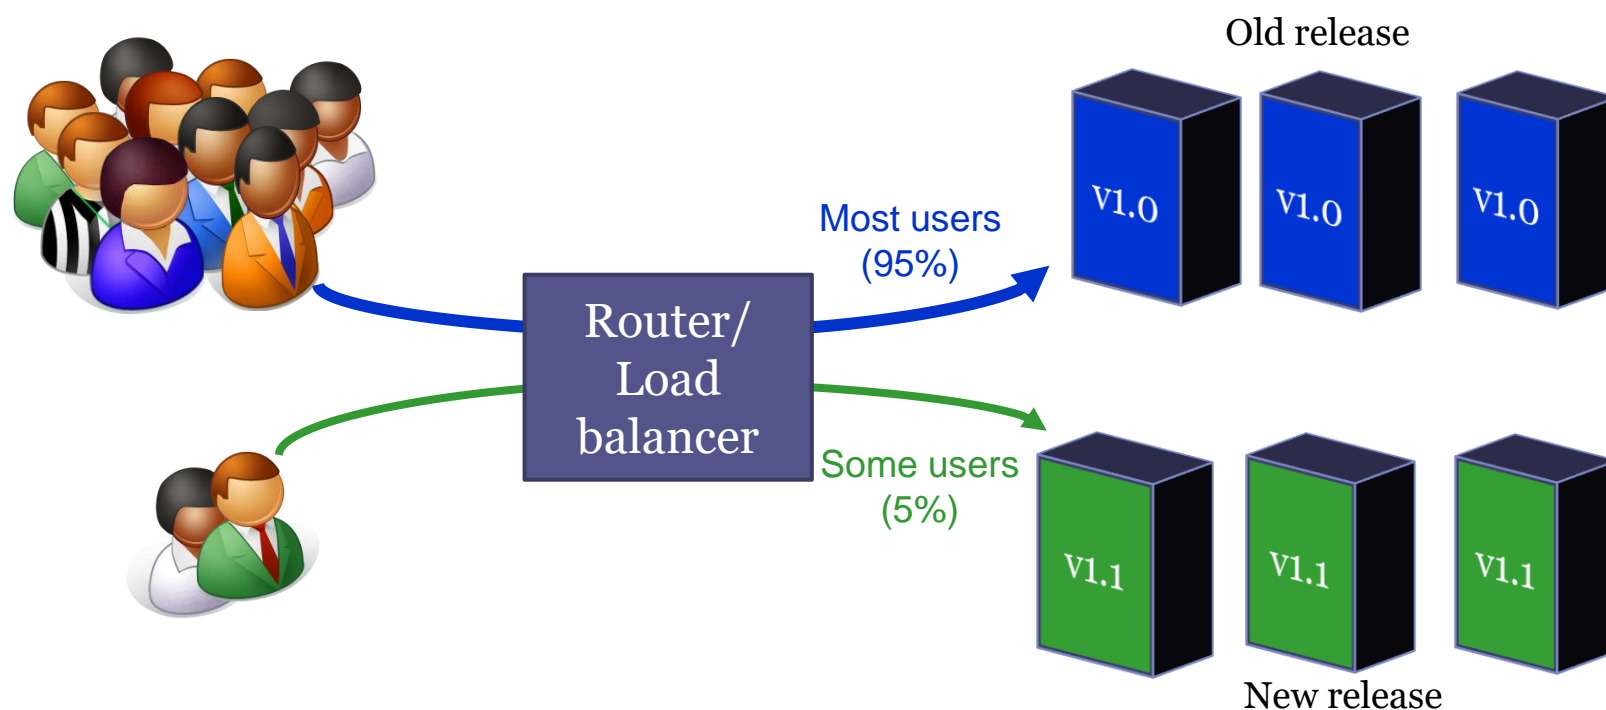 Old release
V1.0
V1.0
V1.0
Most users
(95%)
Router/
Load
balancer
Some users
(5%)
V1.1
V1.1
V1.1
New release